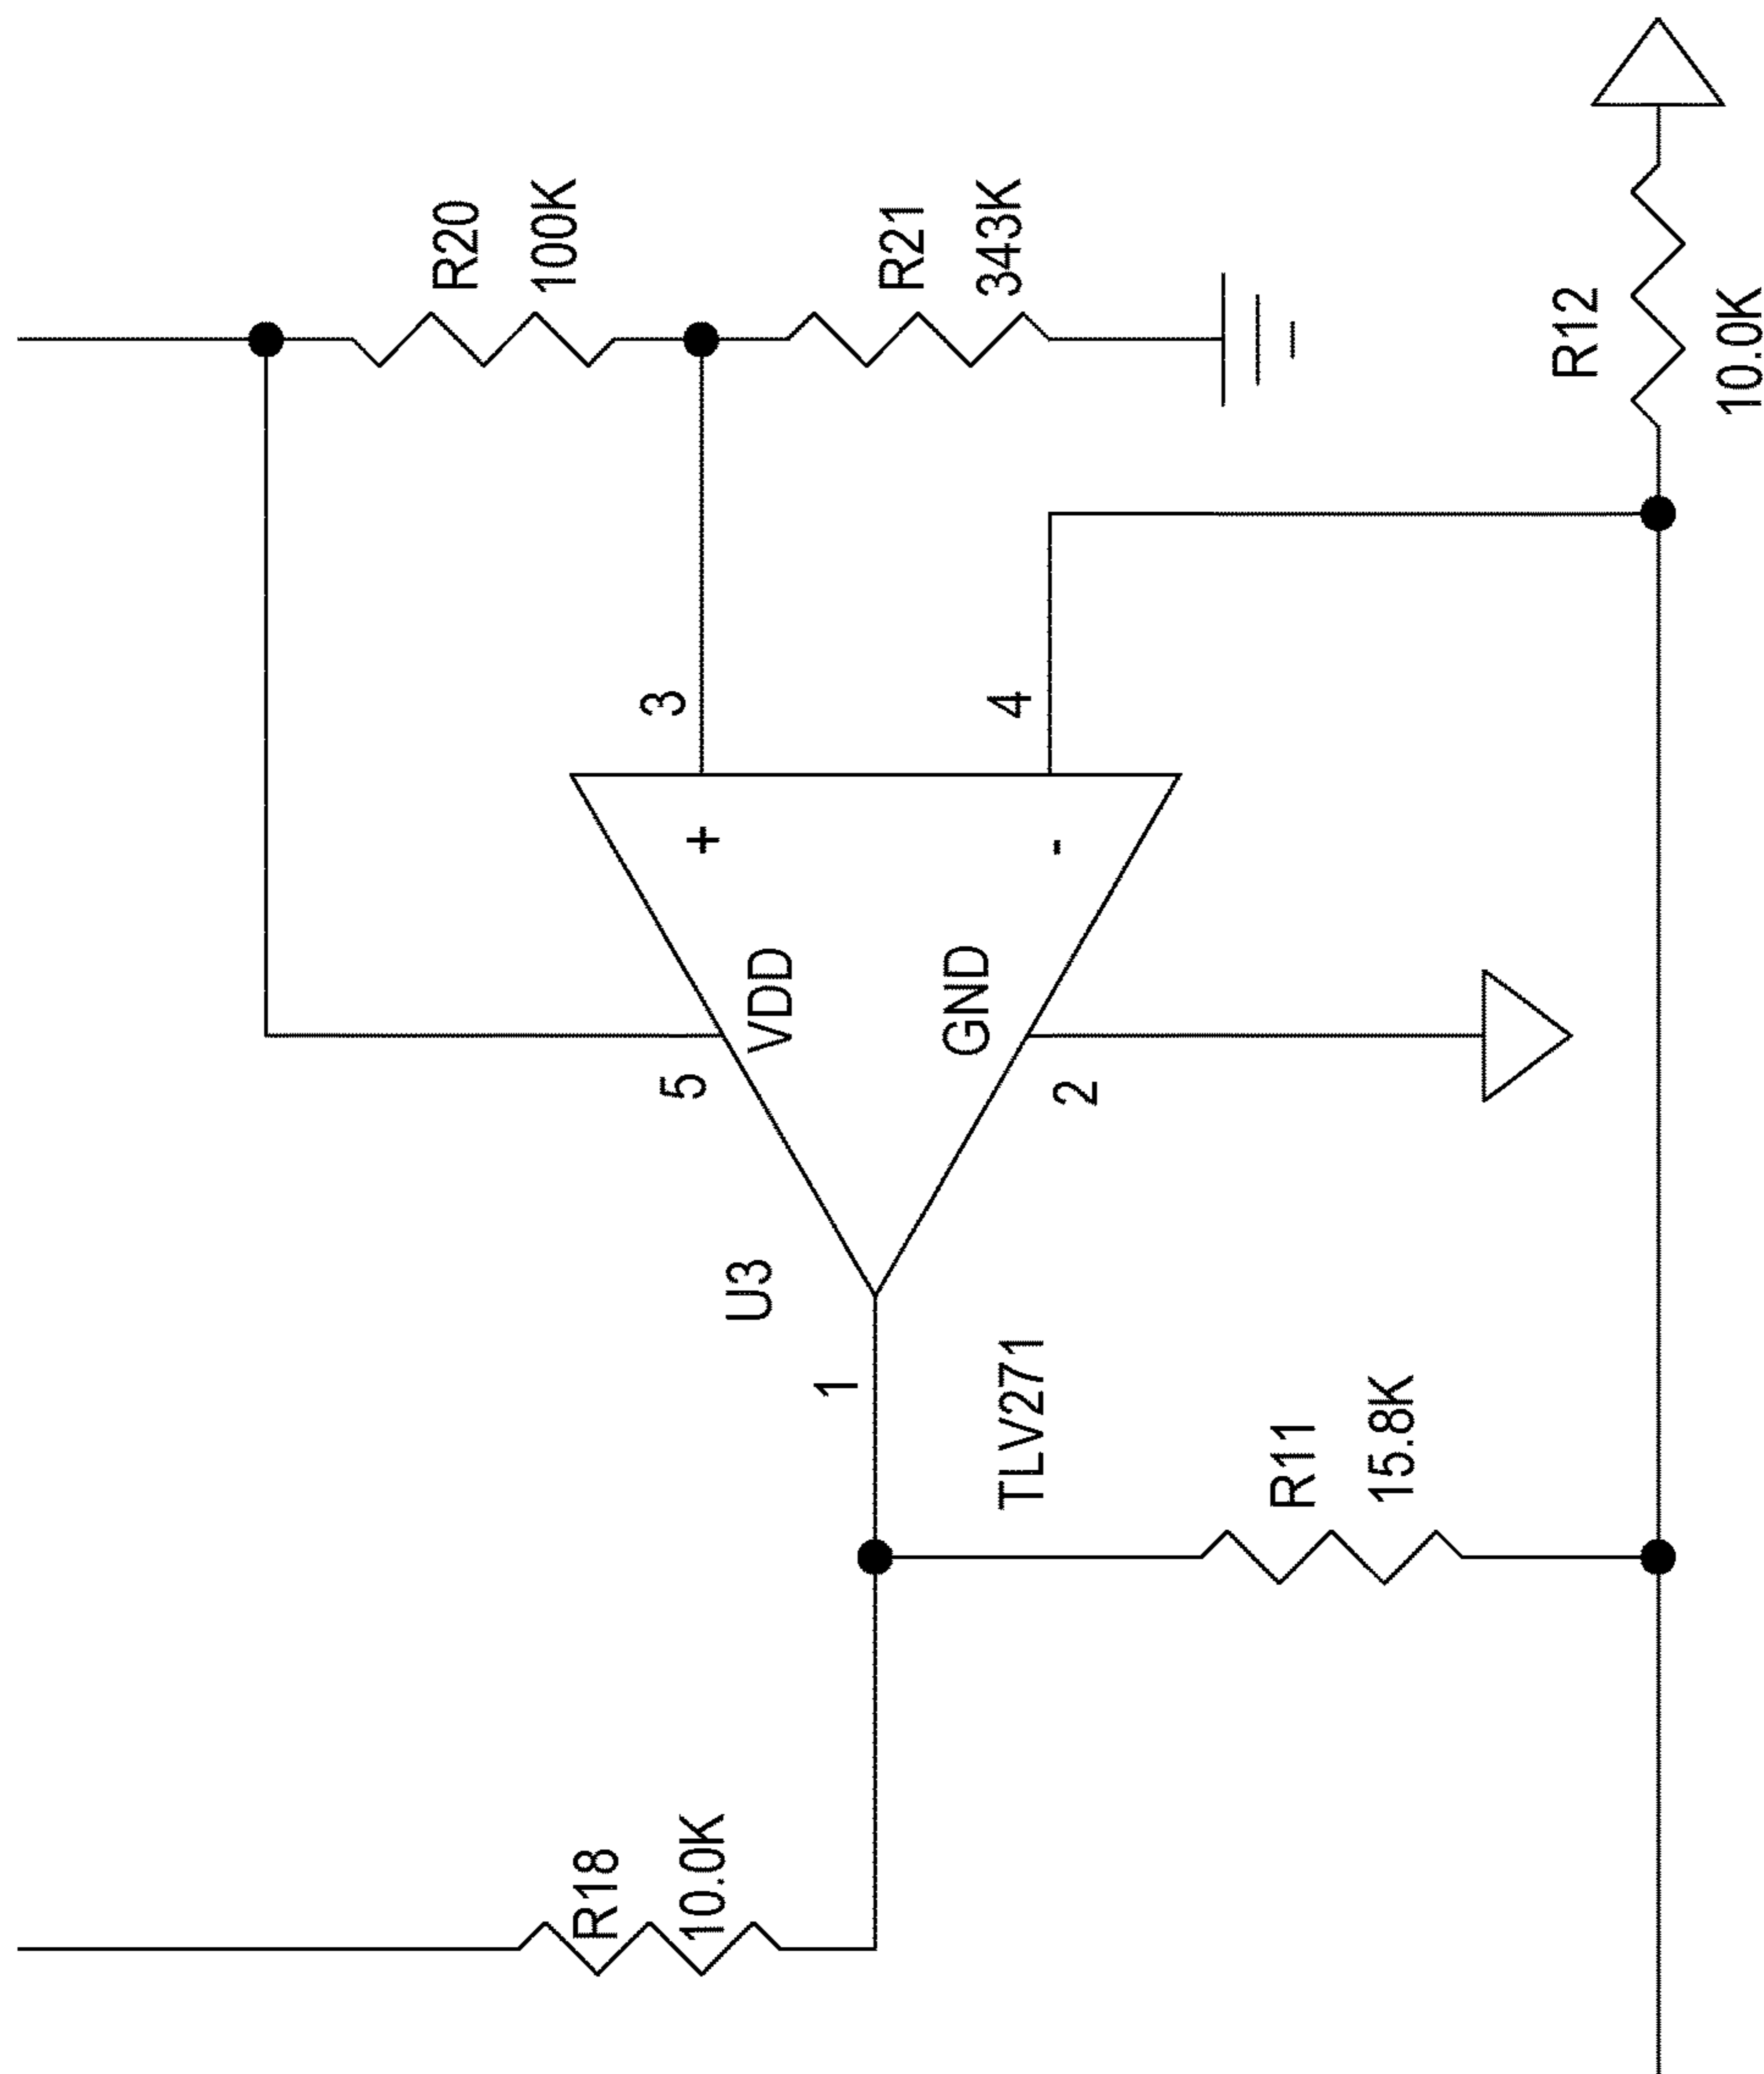 R20
100K
R21
343K
R12
10.0K
3
4
+
-
VDD
GND
5
2
U3
1
TLV271
R11
15.8K
R18
10.0K